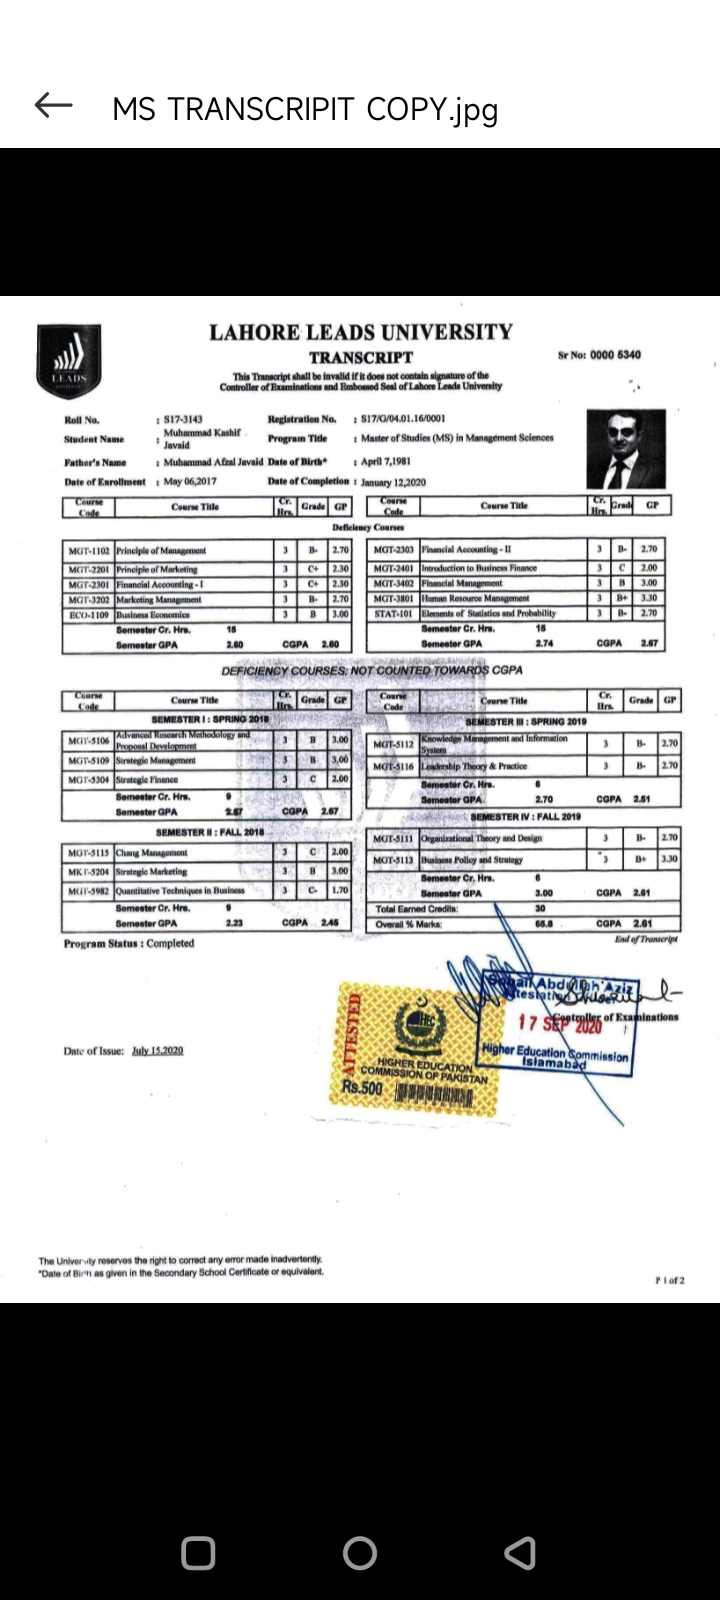 MS TRANSCRIPIT COPY.jpg
LEADS
LAHORE LEADS UNIVERSITY
TRANSCRIPT
Sr No: 0000 5340
This Transcript shall be invalid if it does not contain signature of the
Controller of Examinations and Embossed Seal of Lahore Leads University
Roll No. : S17-3143 Registration No. : S17/G/04.01.16/0001
Student Name : Muhammad Kashif Javaid Program Title : Master of Studies (MS) in Management Sciences
Father's Name : Muhammad Afzal Javaid Date of Birth* : April 7,1981
Date of Enrollment : May 06,2017 Date of Completion : January 12,2020
Course Code Course Title Cr. Hrs. Grade GP Course Code Course Title Cr. Hrs. Grad GP
Deficiency Courses
MGT-1102 Principle of Management 3 B- 2.70
MGT-2201 Principle of Marketing 3 C+ 2.30
MGT-2301 Financial Accounting - I 3 C+ 2.30
MGT-3202 Marketing Management 3 B- 2.70
ECO-1109 Business Economics 3 B 3.00
Semester Cr. Hrs. 15
Semester GPA 2.60 CGPA 2.60
MGT-2303 Financial Accounting - II 3 B- 2.70
MGT-2401 Introduction to Business Finance 3 C 2.00
MGT-3402 Financial Management 3 B 3.00
MGT-3801 Human Resource Management 3 B+ 3.30
STAT-101 Elements of Statistics and Probability 3 B- 2.70
Semester Cr. Hrs. 15
Semester GPA 2.74 CGPA 2.67
DEFICIENCY COURSES: NOT COUNTED TOWARDS CGPA
Course Code Course Title Cr. Hrs. Grade GP
SEMESTER I : SPRING 2018
MGT-5106 Advanced Research Methodology and Proposal Development 3 B 3.00
MGT-5109 Strategic Management 3 B 3.00
MGT-5304 Strategic Finance 3 C 2.00
Semester Cr. Hrs. 9
Semester GPA 2.67 CGPA 2.67
SEMESTER II : FALL 2018
MGT-5115 Chang Management 3 C 2.00
MKT-5204 Strategic Marketing 3 B 3.00
MGT-5982 Quantitative Techniques in Business 3 C- 1.70
Semester Cr. Hrs. 9
Semester GPA 2.23 CGPA 2.45
Course Code Course Title Cr. Hrs. Grade GP
SEMESTER III : SPRING 2019
MGT-5112 Knowledge Management and Information System 3 B- 2.70
MGT-5116 Leadership Theory & Practice 3 B- 2.70
Semester Cr. Hrs. 6
Semester GPA 2.70 CGPA 2.51
SEMESTER IV : FALL 2019
MGT-5111 Organizational Theory and Design 3 B- 2.70
MGT-5113 Business Policy and Strategy 3 B+ 3.30
Semester Cr. Hrs. 6
Semester GPA 3.00 CGPA 2.61
Total Earned Credits: 30
Overall % Marks: 65.8 CGPA 2.61
Program Status : Completed
End of Transcript
Controller of Examinations
17 SEP 2020
Higher Education Commission
Islamabad
ATTESTED
HEC
HIGHER EDUCATION
COMMISSION OF PAKISTAN
Rs.500
Date of Issue: July 15,2020
The University reserves the right to correct any error made inadvertently.
*Date of Birth as given in the Secondary School Certificate or equivalent.
P 1 of 2